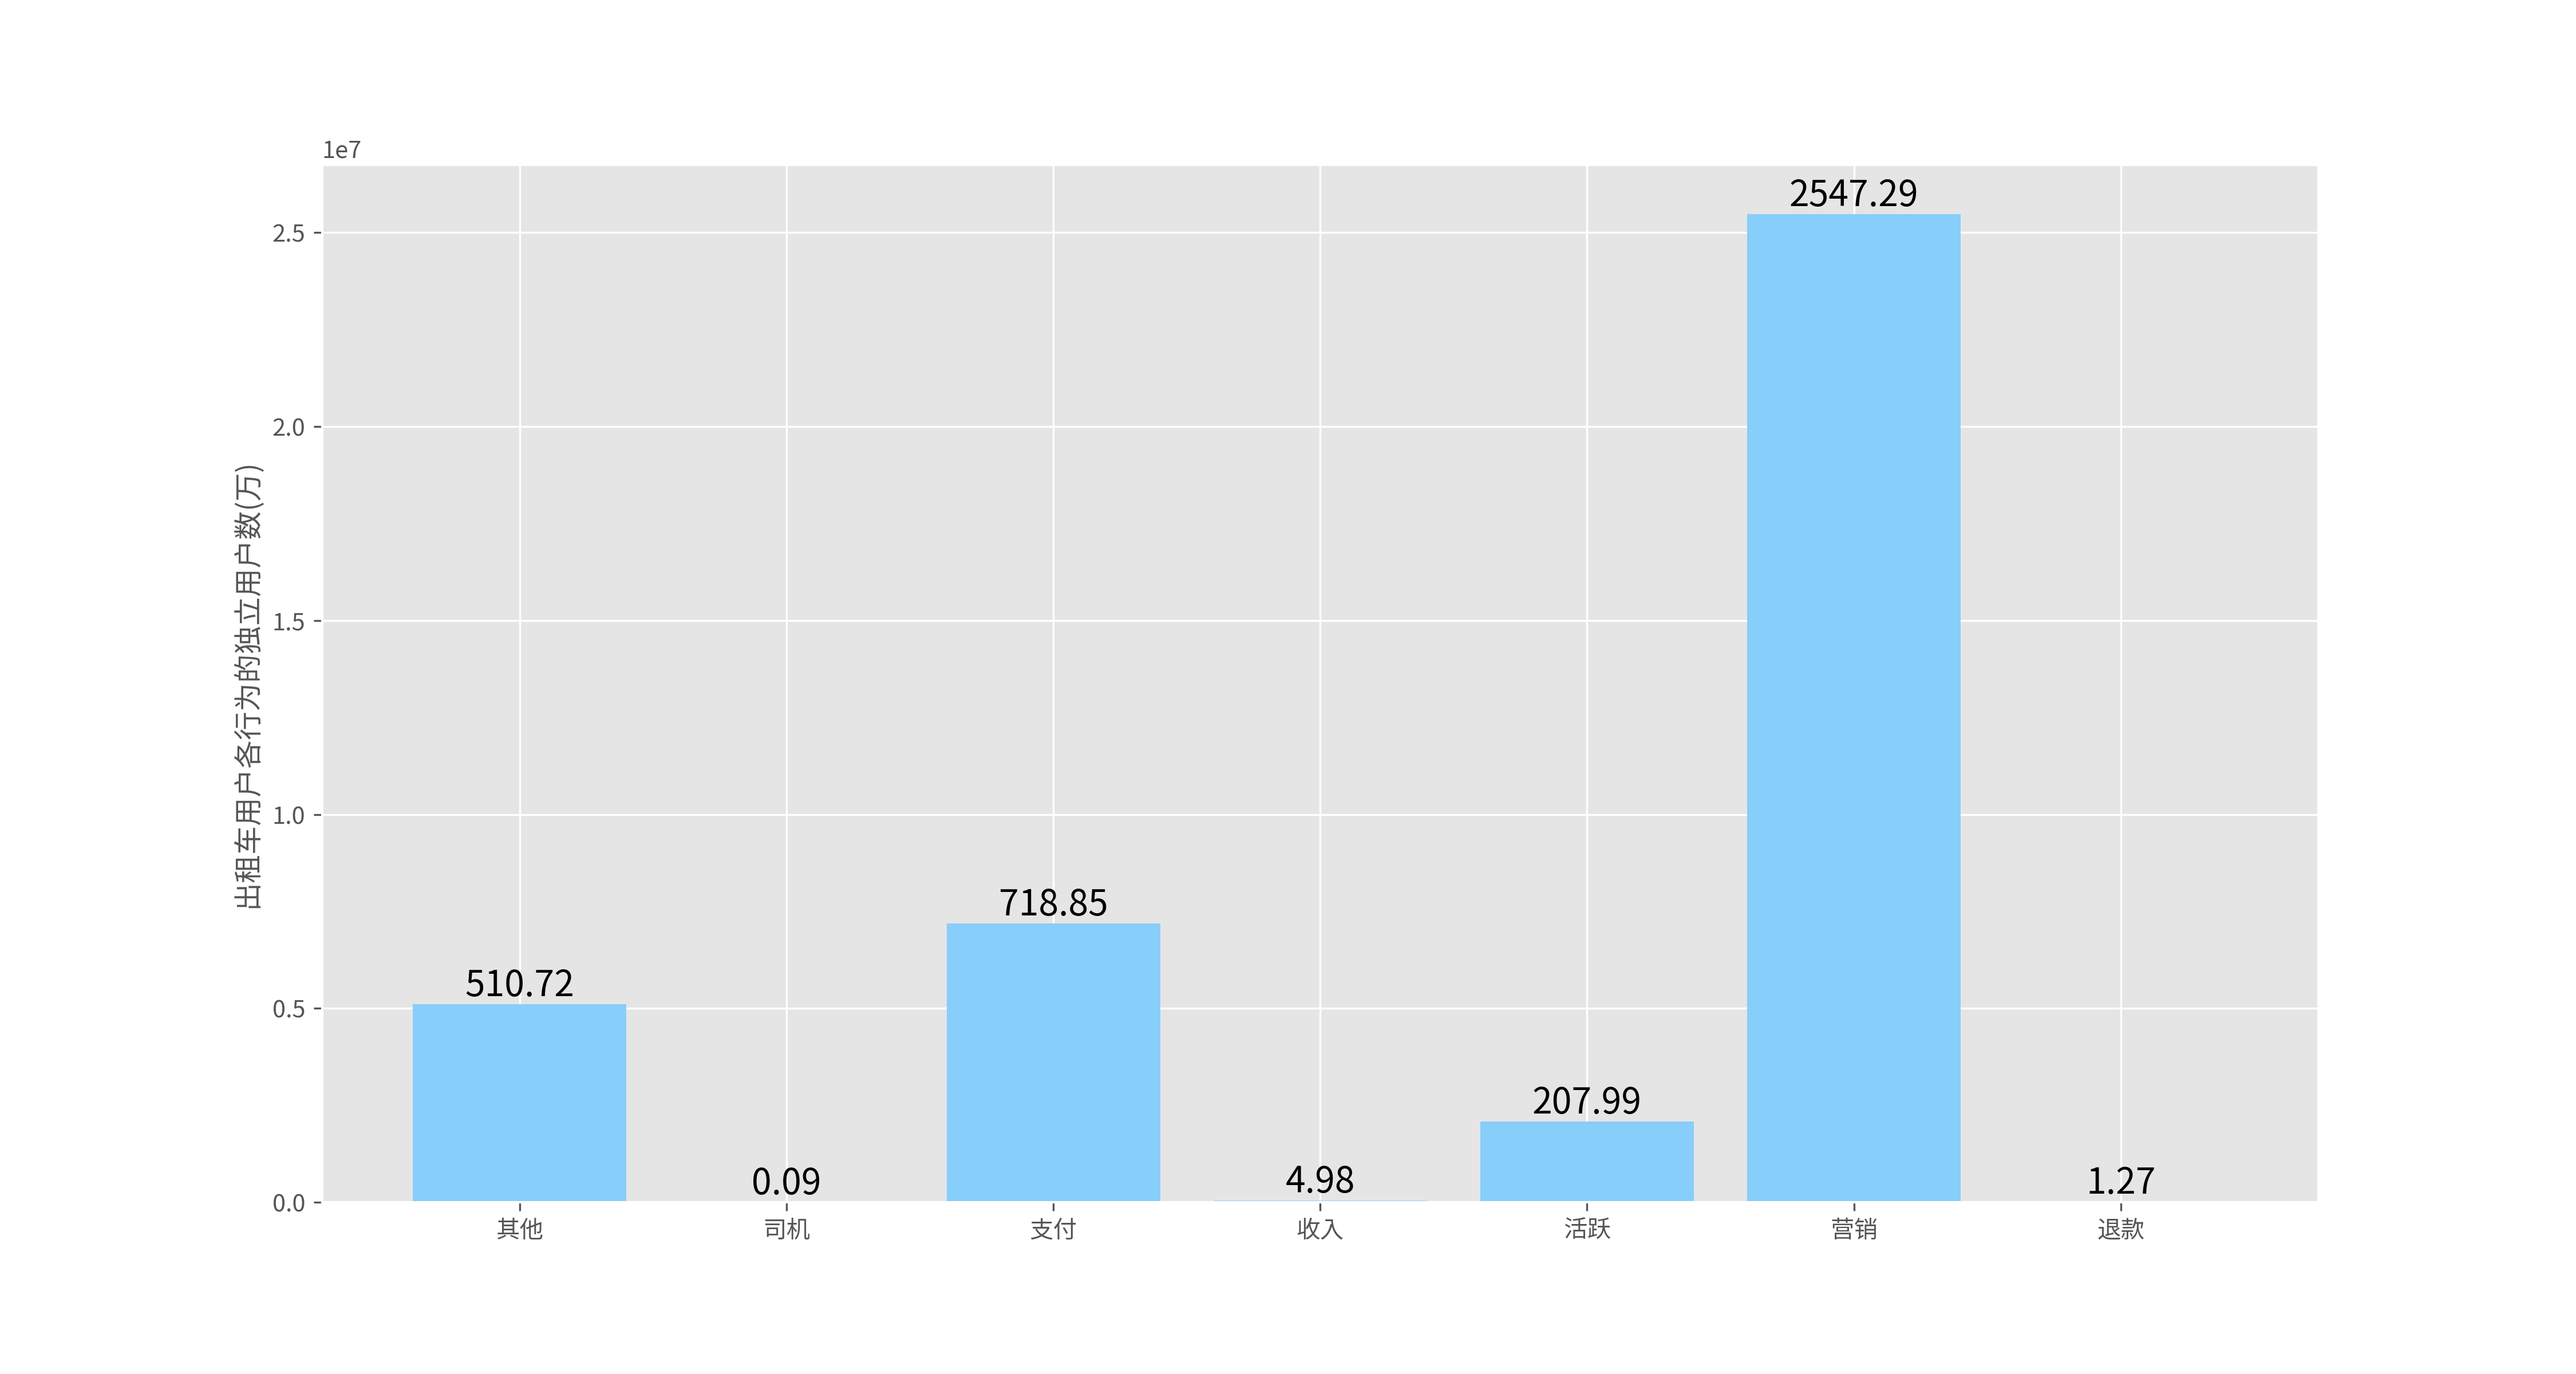 1e7
2.5
2.0
1.5
1.0
0.5
0.0
出租车用户各行为的独立用户数(万)
510.72
0.09
718.85
4.98
207.99
2547.29
1.27
其他
司机
支付
收入
活跃
营销
退款